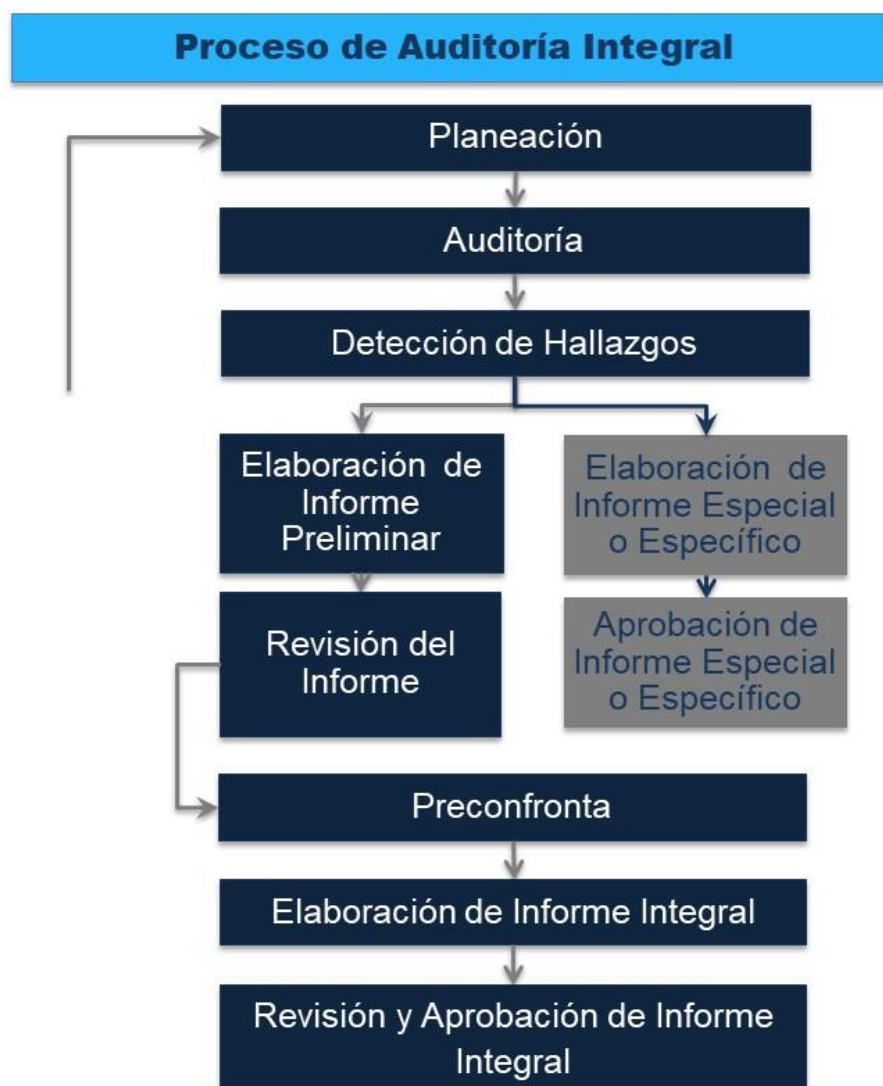 Proceso de Auditoría Integral
Planeación
Auditoría
Detección de Hallazgos
Elaboración de
Informe
Preliminar
Elaboración de
Informe Especial
o Específico
Revisión del
Informe
Aprobación de
Informe Especial
o Específico
Preconfronta
Elaboración de Informe Integral
Revisión y Aprobación de Informe
Integral